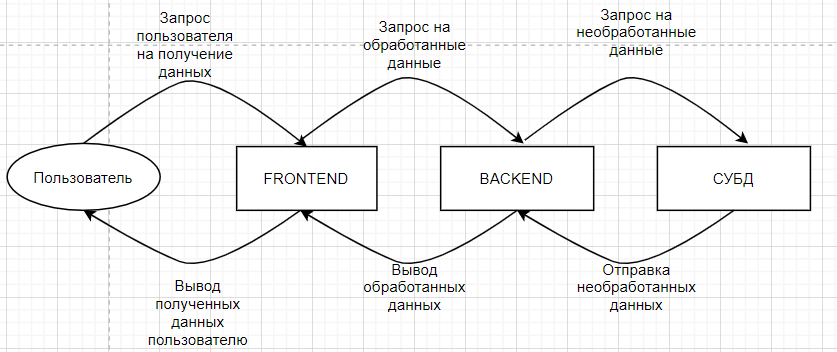 Запрос
пользователя
на получение
данных
Запрос на
обработанные
данные
Запрос на
необработанные
данные
Пользователь
FRONTEND
BACKEND
СУБД
Вывод
полученных
данных
пользователю
Вывод
обработанных
данных
Отправка
необработанных
данных